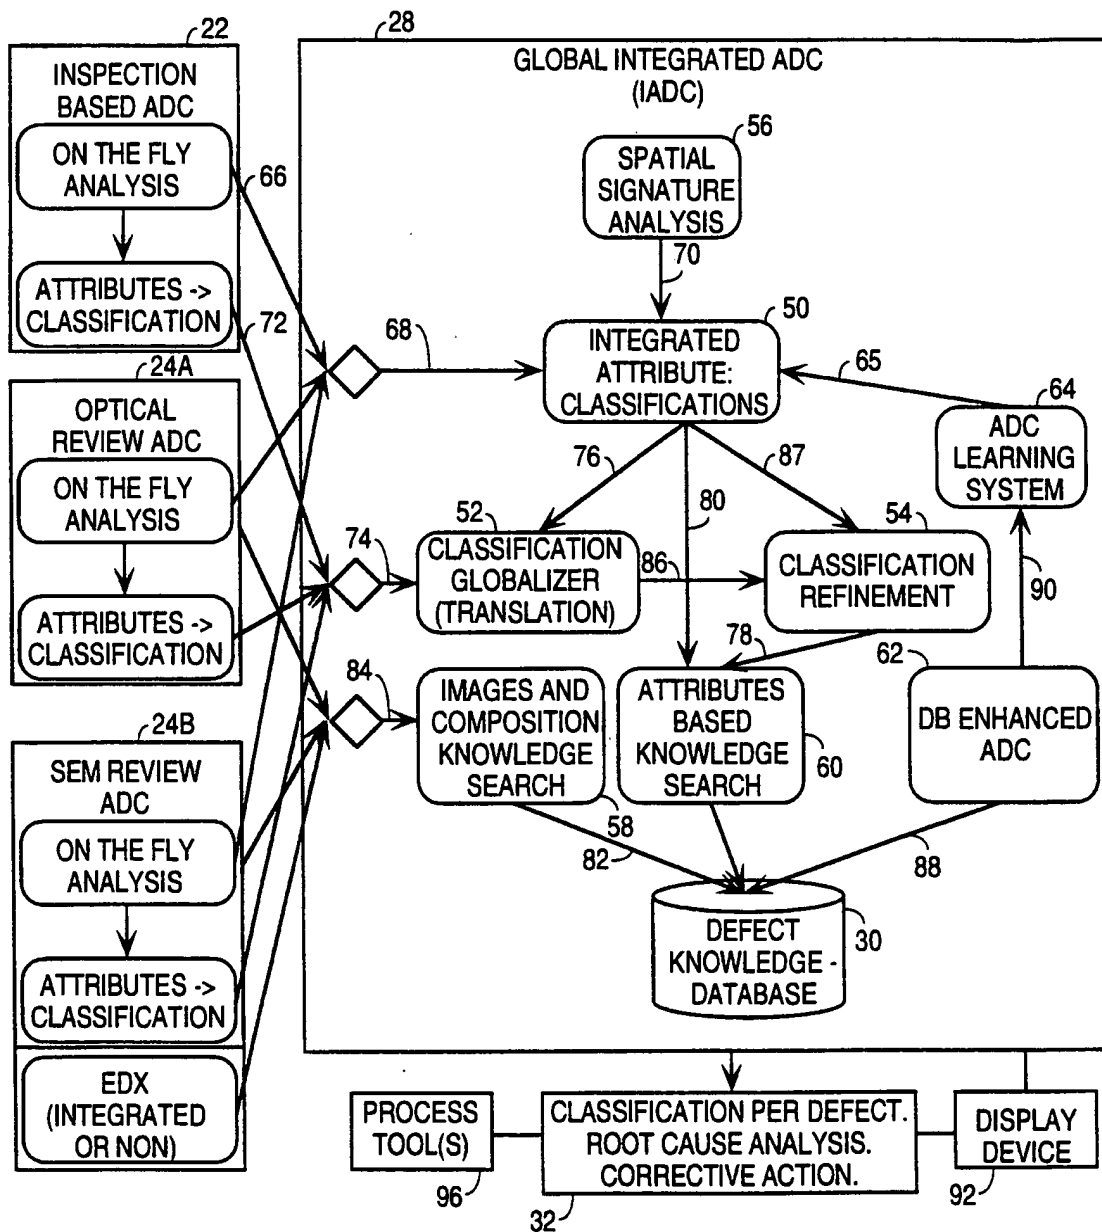 22
INSPECTION
BASED ADC
ON THE FLY
ANALYSIS
ATTRIBUTES ->
CLASSIFICATION
66
72
24A
OPTICAL
REVIEW ADC
ON THE FLY
ANALYSIS
ATTRIBUTES ->
CLASSIFICATION
24B
SEM REVIEW
ADC
ON THE FLY
ANALYSIS
ATTRIBUTES ->
CLASSIFICATION
EDX
(INTEGRATED
OR NON)
28
GLOBAL INTEGRATED ADC
(IADC)
56
SPATIAL
SIGNATURE
ANALYSIS
70
50
68
INTEGRATED
ATTRIBUTE:
CLASSIFICATIONS
65
64
ADC
LEARNING
SYSTEM
76
80
87
52
74
CLASSIFICATION
GLOBALIZER
(TRANSLATION)
86
54
CLASSIFICATION
REFINEMENT
90
78
62
84
IMAGES AND
COMPOSITION
KNOWLEDGE
SEARCH
58
ATTRIBUTES
BASED
KNOWLEDGE
SEARCH
60
DB ENHANCED
ADC
82
88
DEFECT
KNOWLEDGE -
DATABASE
30
PROCESS
TOOL(S)
96
CLASSIFICATION PER DEFECT.
ROOT CAUSE ANALYSIS.
CORRECTIVE ACTION.
32
DISPLAY
DEVICE
92